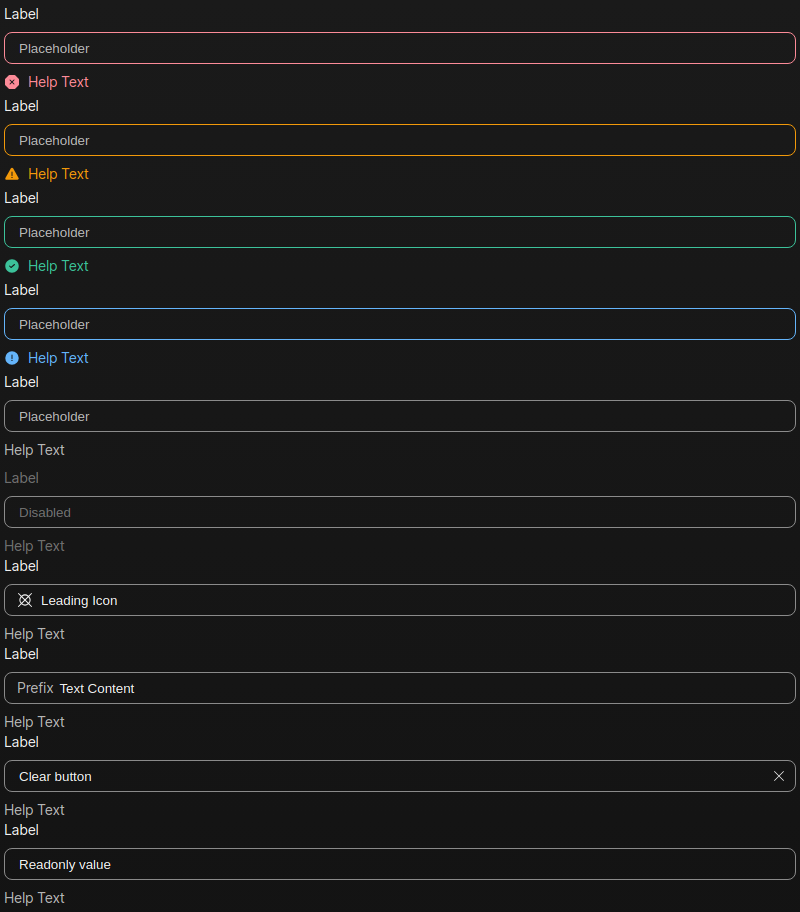 Label
Placeholder
Help Text
Label
Placeholder
Help Text
Label
Placeholder
Help Text
Label
Placeholder
Help Text
Label
Placeholder
Help Text
Label
Disabled
Help Text
Label
Leading Icon
Help Text
Label
Prefix Text Content
Help Text
Label
Clear button
Help Text
Label
Readonly value
Help Text